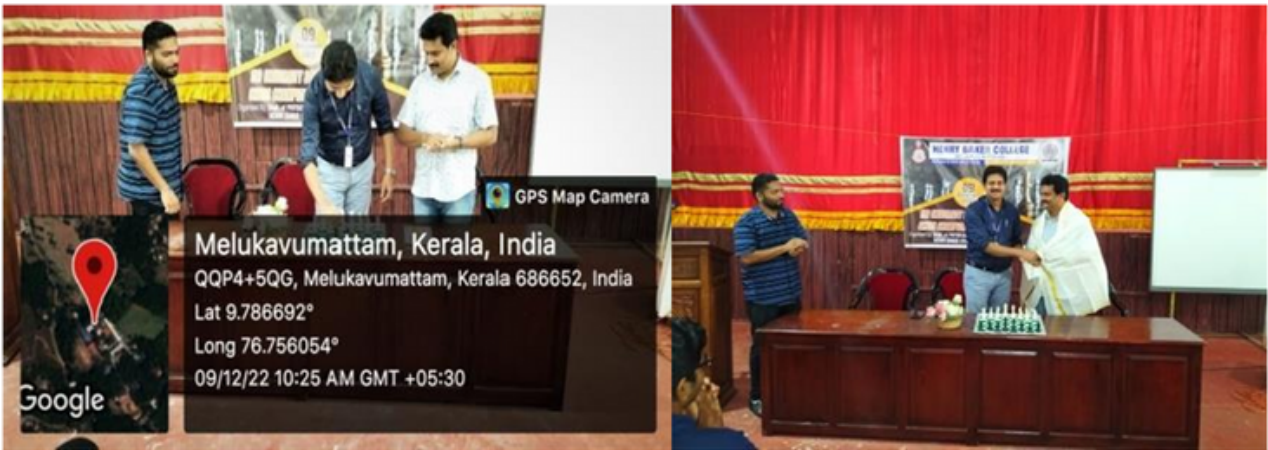 GPS Map Camera
Melukavumattam, Kerala, India
QQP4+5QG, Melukavumattam, Kerala 686652, India
Lat 9.786692°
Long 76.756054°
09/12/22 10:25 AM GMT +05:30
Google
HENRY BAKER COLLEGE